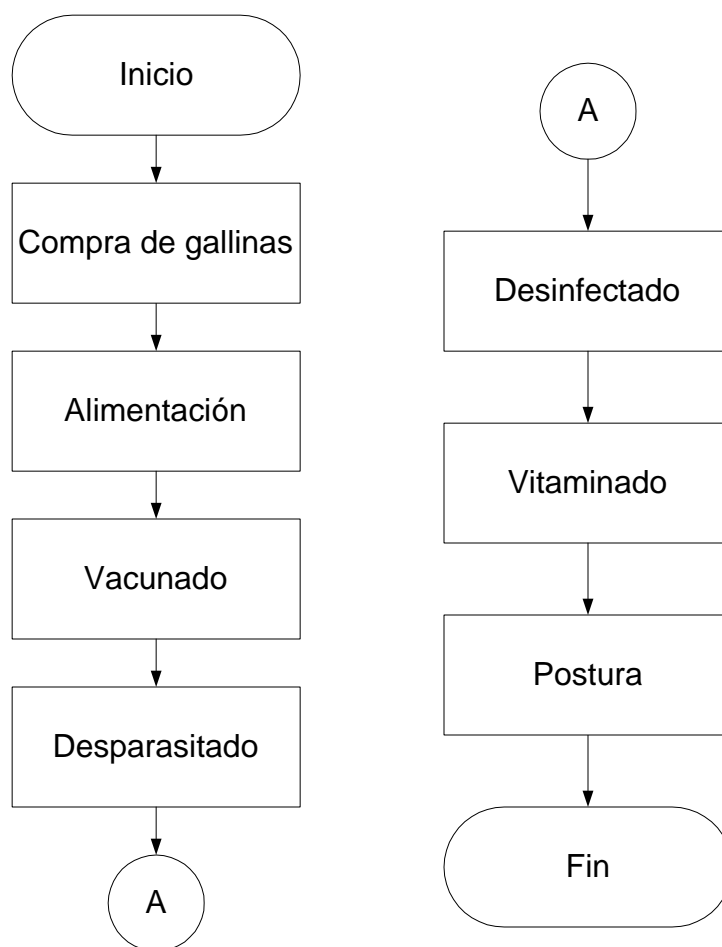 Inicio
Compra de gallinas
Alimentación
Vacunado
Desparasitado
A
A
Desinfectado
Vitaminado
Postura
Fin